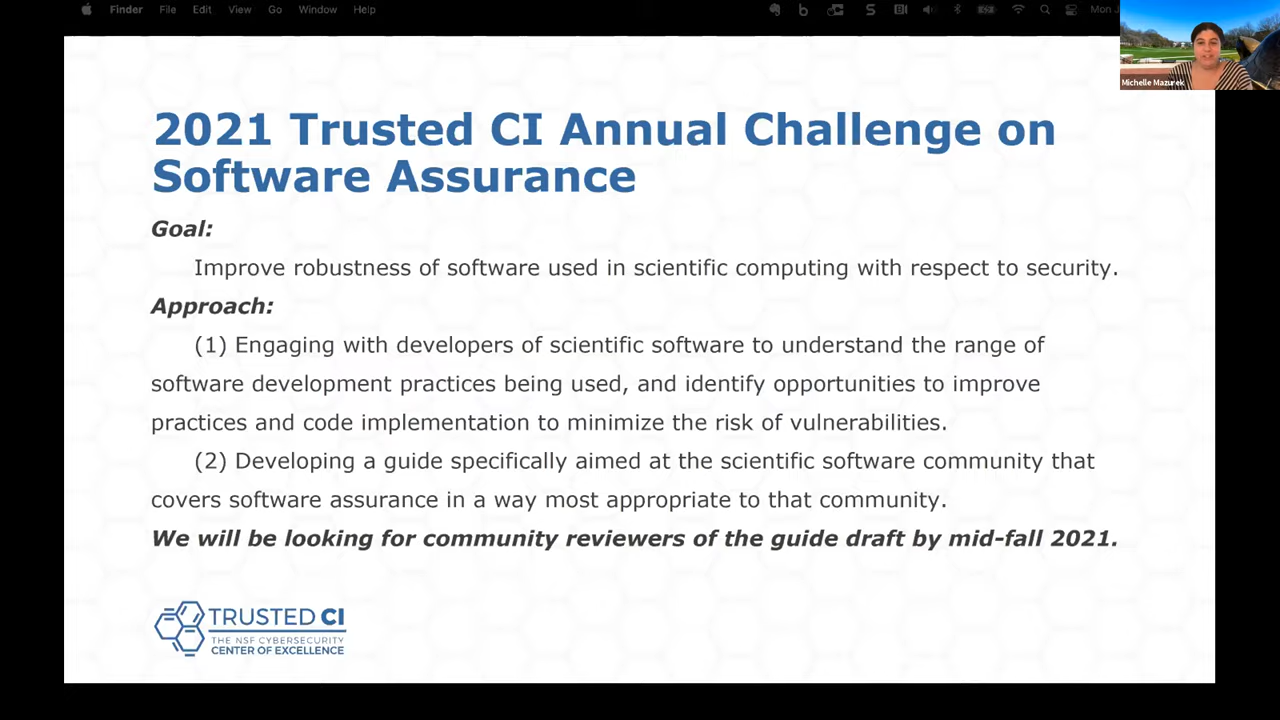 Finder File Edit View Go Window Help
Mon J
Michelle Mazurek
2021 Trusted CI Annual Challenge on
Software Assurance
Goal:
Improve robustness of software used in scientific computing with respect to security.
Approach:
(1) Engaging with developers of scientific software to understand the range of
software development practices being used, and identify opportunities to improve
practices and code implementation to minimize the risk of vulnerabilities.
(2) Developing a guide specifically aimed at the scientific software community that
covers software assurance in a way most appropriate to that community.
We will be looking for community reviewers of the guide draft by mid-fall 2021.
TRUSTED CI
THE NSF CYBERSECURITY
CENTER OF EXCELLENCE